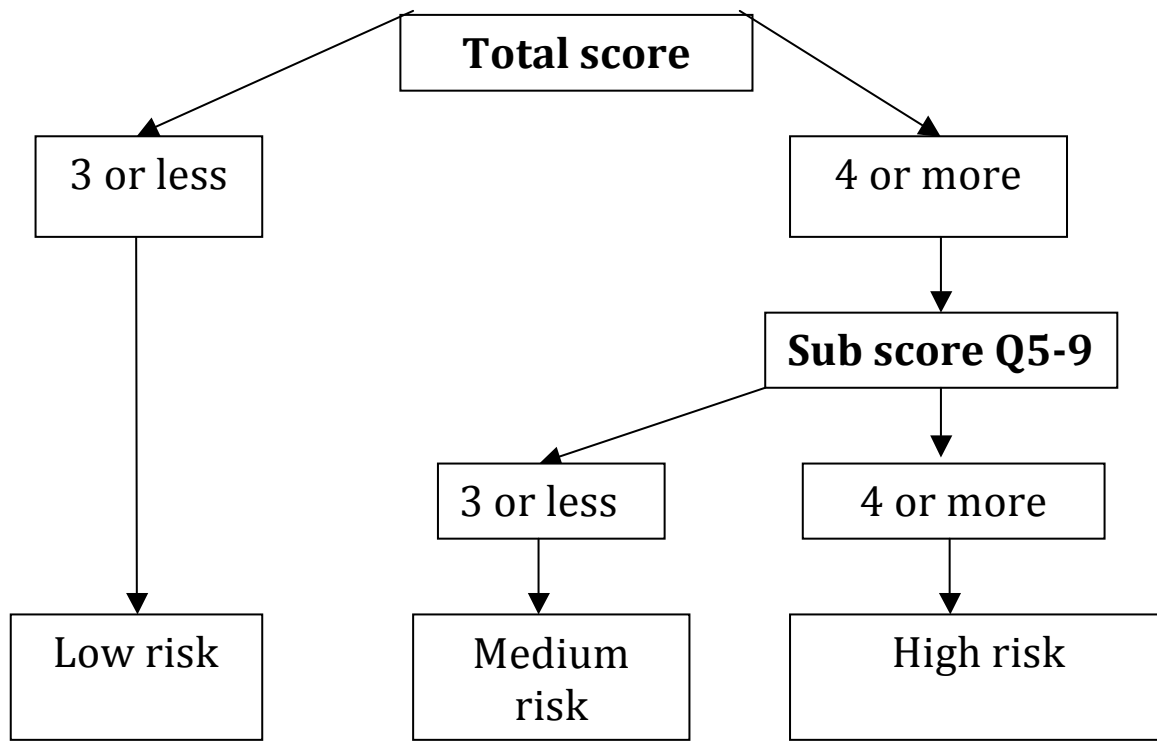 Total score
3 or less
4 or more
Sub score Q5-9
3 or less
4 or more
Low risk
Medium
risk
High risk